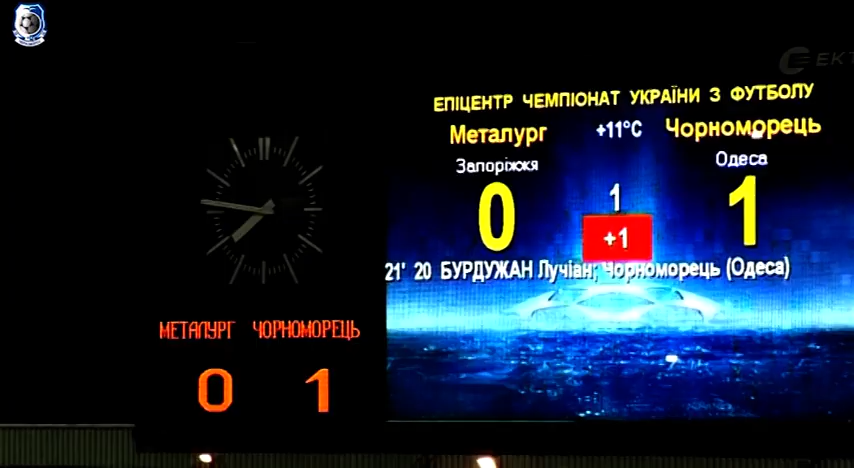 ЕКТ
ЕПІЦЕНТР ЧЕМПІОНАТ УКРАЇНИ З ФУТБОЛУ
Металург +11°C Чорноморець
Запоріжжя Одеса
0 1 1
+1
21' 20 БУРДУЖАН Лучіан; Чорноморець (Одеса)
МЕТАЛУРГ ЧОРНОМОРЕЦЬ
0 1